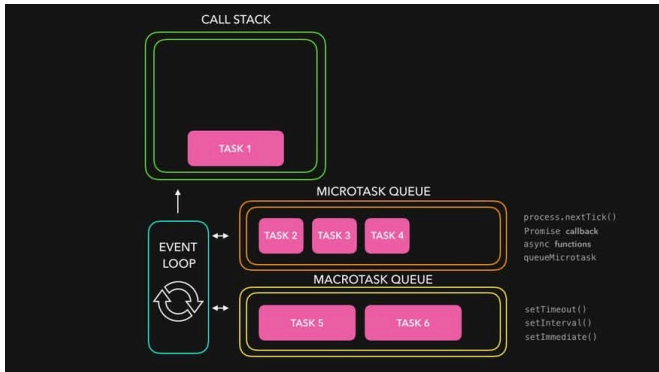 CALL STACK
TASK 1
MICROTASK QUEUE
TASK 2 TASK 3 TASK 4
process.nextTick()
Promise callback
async functions
queueMicrotask
EVENT
LOOP
MACROTASK QUEUE
TASK 5 TASK 6
setTimeout()
setInterval()
setImmediate()